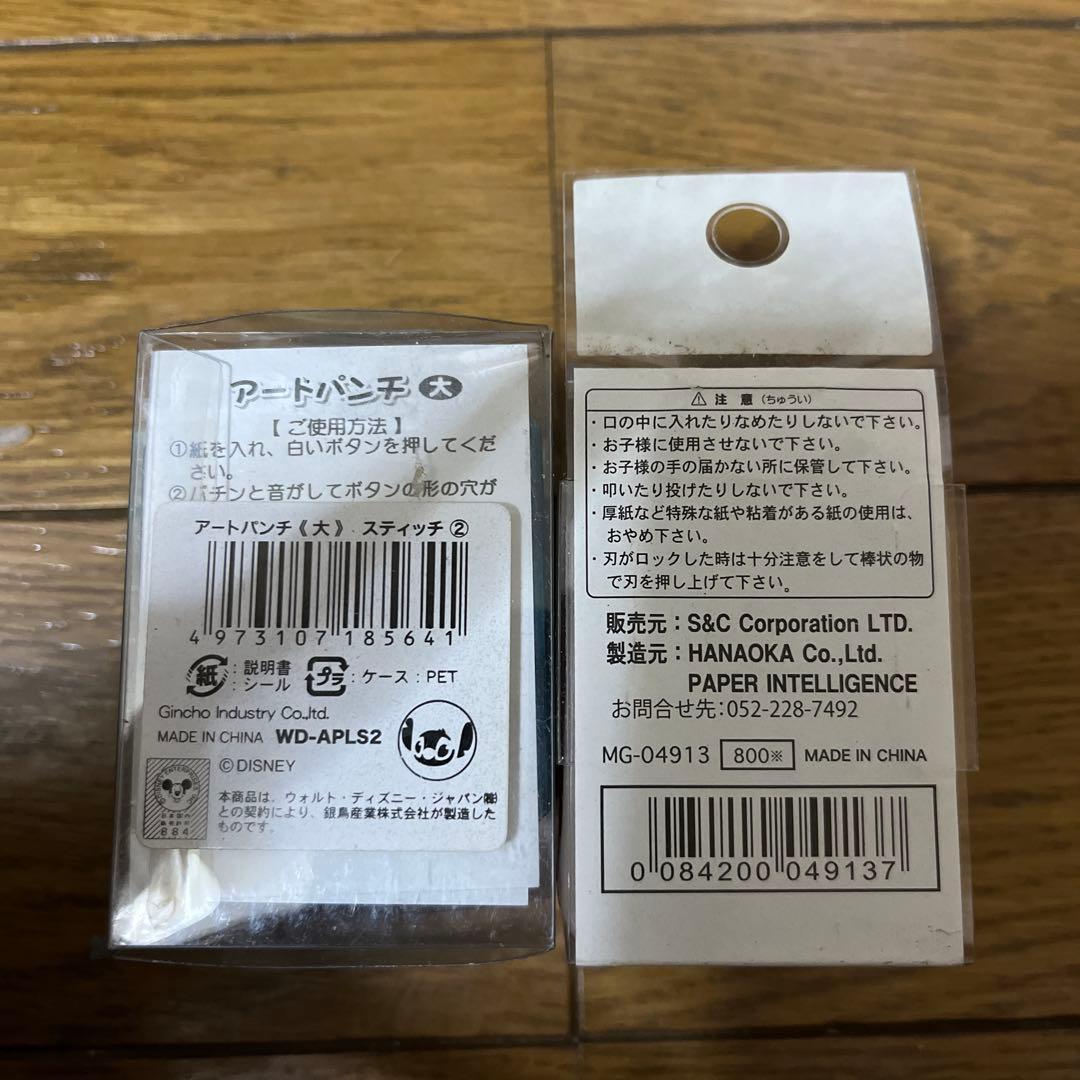 アートパンチ 大
【ご使用方法】
①紙を入れ、白いボタンを押してくだ
さい。
②パチンと音がしてボタンの形の穴が
アートパンチ《大》 スティッチ②
4 973107 185641
紙 : 説明書
: シール
プラ : ケース : PET
Gincho Industry Co.,ltd.
MADE IN CHINA WD-APLS2
©DISNEY
884
本商品は、ウォルト・ディズニー・ジャパン㈱
との契約により、銀鳥産業株式会社が製造した
ものです。
⚠ 注 意 (ちゅうい)
・口の中に入れたりなめたりしないで下さい。
・お子様に使用させないで下さい。
・お子様の手の届かない所に保管して下さい。
・叩いたり投げたりしないで下さい。
・厚紙など特殊な紙や粘着がある紙の使用は、
おやめ下さい。
・刃がロックした時は十分注意をして棒状の物
で刃を押し上げて下さい。
販売元：S&C Corporation LTD.
製造元：HANAOKA Co.,Ltd.
PAPER INTELLIGENCE
お問合せ先:052-228-7492
MG-04913 800※ MADE IN CHINA
0 084200 049137